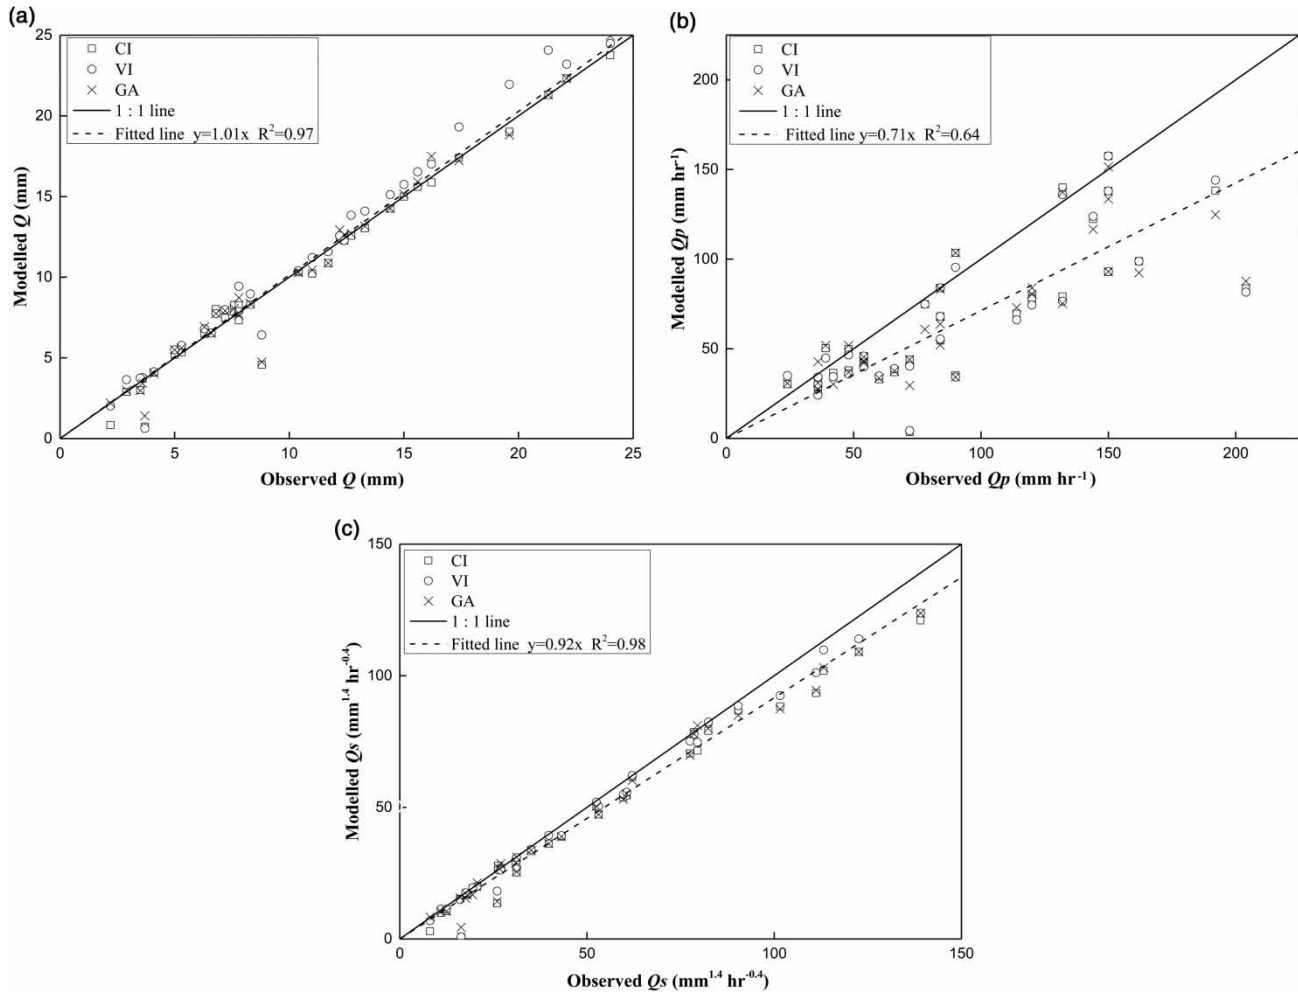 (a)
25
20
15
10
5
0
Modelled Q (mm)
CI
VI
GA
1 : 1 line
Fitted line y=1.01x R²=0.97
0 5 10 15 20 25
Observed Q (mm)
(b)
200
150
100
50
0
Modelled Qp (mm hr⁻¹)
CI
VI
GA
1 : 1 line
Fitted line y=0.71x R²=0.64
0 50 100 150 200
Observed Qp (mm hr⁻¹)
(c)
150
100
50
0
Modelled Qs (mm¹·⁴ hr⁻⁰·⁴)
CI
VI
GA
1 : 1 line
Fitted line y=0.92x R²=0.98
0 50 100 150
Observed Qs (mm¹·⁴ hr⁻⁰·⁴)